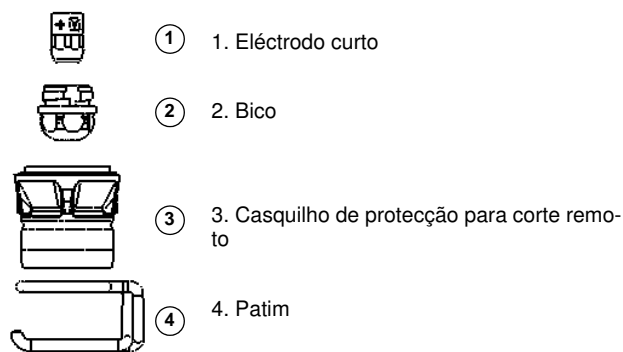 1
1. Eléctrodo curto
2
2. Bico
3
3. Casquilho de protecção para corte remo-
to
4
4. Patim